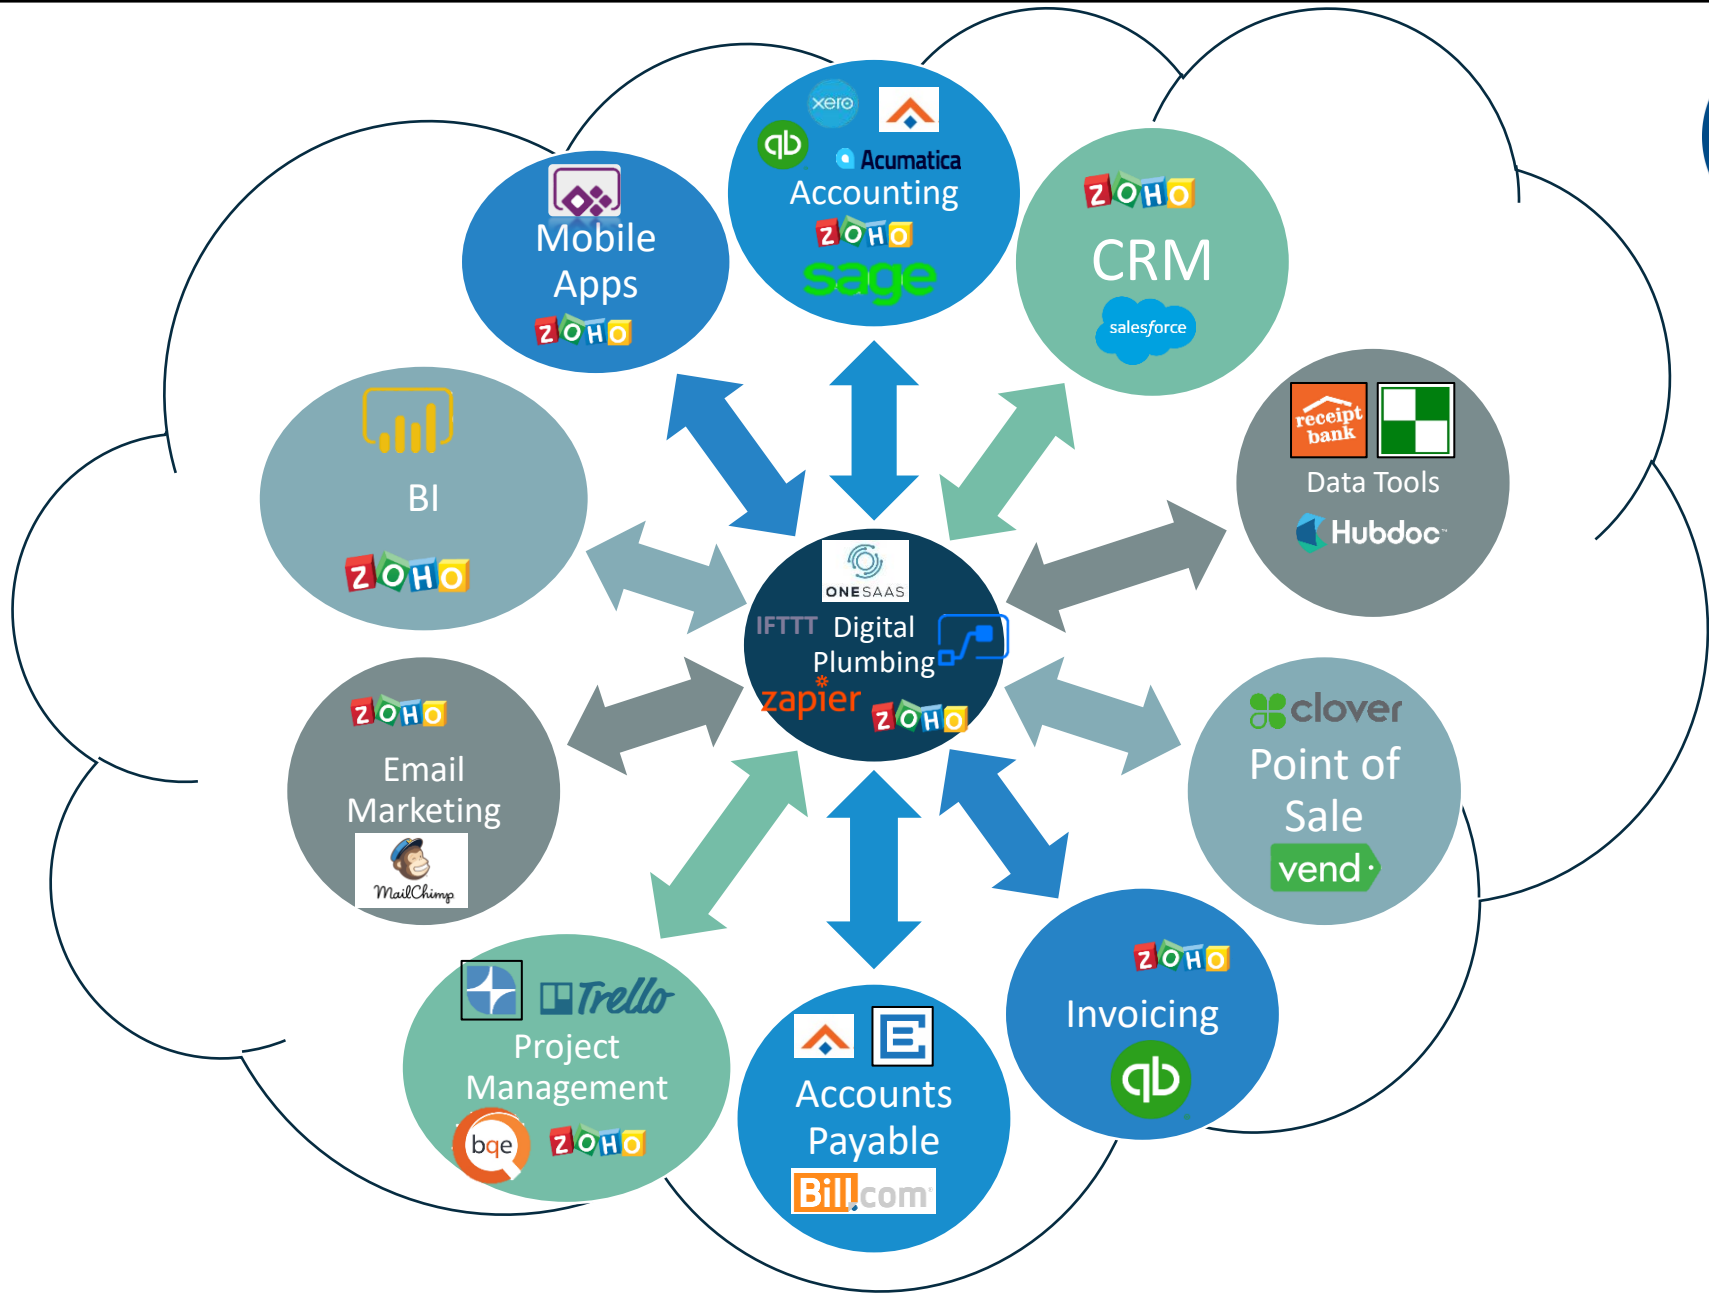 xero
qb
Acumatica
Accounting
ZOHO
sage
ZOHO
CRM
salesforce
receipt
bank
Data Tools
Hubdoc
clover
Point of
Sale
vend
ZOHO
Invoicing
qb
Accounts
Payable
Bill.com
Trello
Project
Management
bqe
ZOHO
ZOHO
Email
Marketing
MailChimp
BI
ZOHO
Mobile
Apps
ZOHO
ONESAAS
IFTTT
Digital
Plumbing
zapier
ZOHO